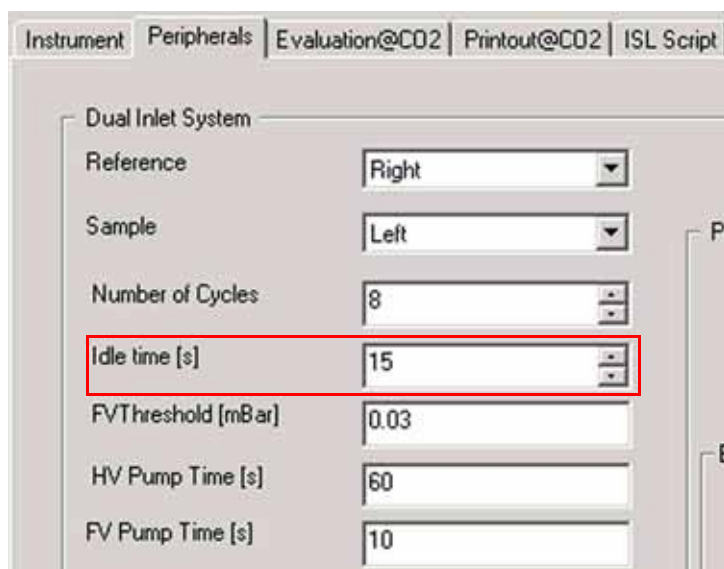 Instrument Peripherals Evaluation@CO2 Printout@CO2 ISL Script
Dual Inlet System
Reference Right
Sample Left
P
Number of Cycles 8
Idle time [s] 15
FVThreshold [mBar] 0.03
E
HV Pump Time [s] 60
FV Pump Time [s] 10